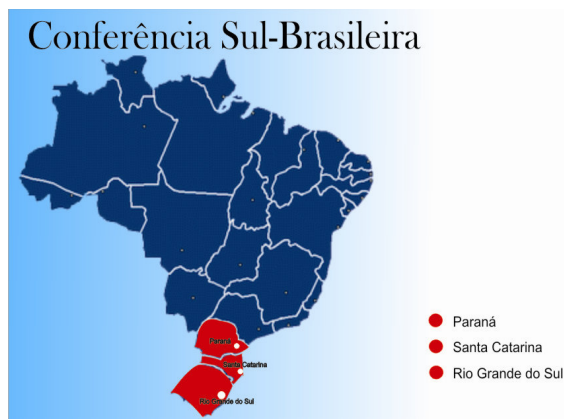 Conferência Sul-Brasileira
Paraná
Santa Catarina
Rio Grande do Sul
Paraná
Santa Catarina
Rio Grande do Sul